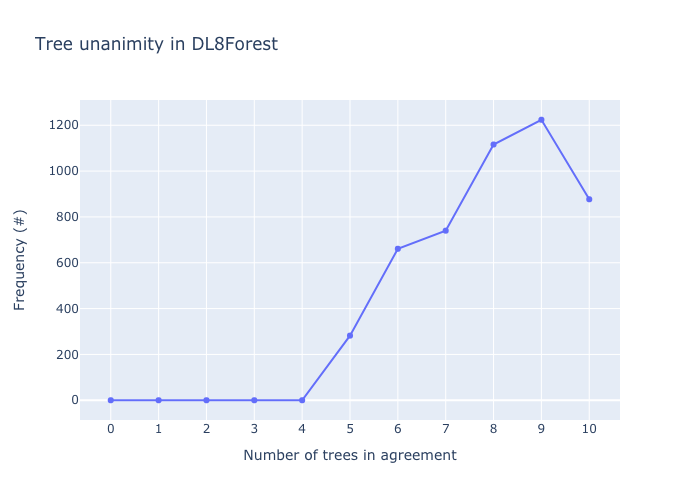 Tree unanimity in DL8Forest
Frequency (#)
1200
1000
800
600
400
200
0
0 1 2 3 4 5 6 7 8 9 10
Number of trees in agreement